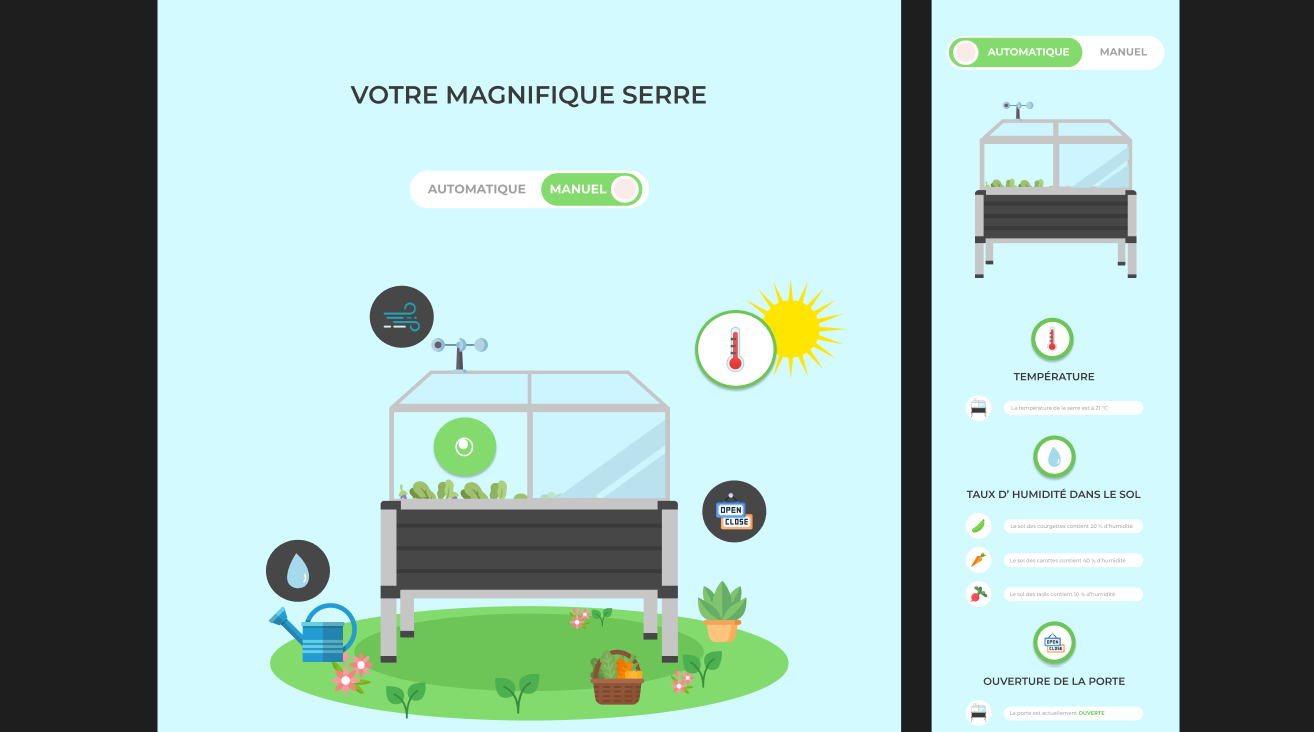 VOTRE MAGNIFIQUE SERRE
AUTOMATIQUE MANUEL
OPEN
CLOSE
AUTOMATIQUE MANUEL
TEMPÉRATURE
La température de la serre est à 21 °C
TAUX D' HUMIDITÉ DANS LE SOL
Le sol des courgettes contient 20 % d'humidité
Le sol des carottes contient 40 % d'humidité
Le sol des radis contient 10 % d'humidité
OPEN
CLOSE
OUVERTURE DE LA PORTE
La porte est actuellement OUVERTE